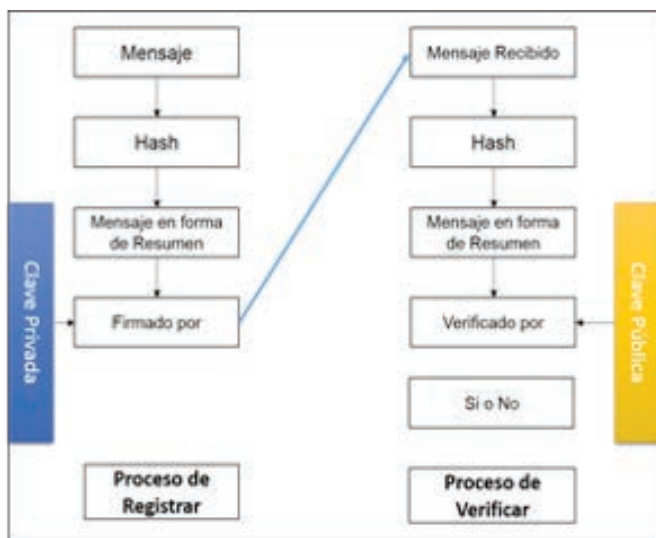 Mensaje
Hash
Mensaje en forma
de Resumen
Firmado por
Clave Privada
Proceso de
Registrar
Mensaje Recibido
Hash
Mensaje en forma
de Resumen
Verificado por
Clave Pública
Si o No
Proceso de
Verificar